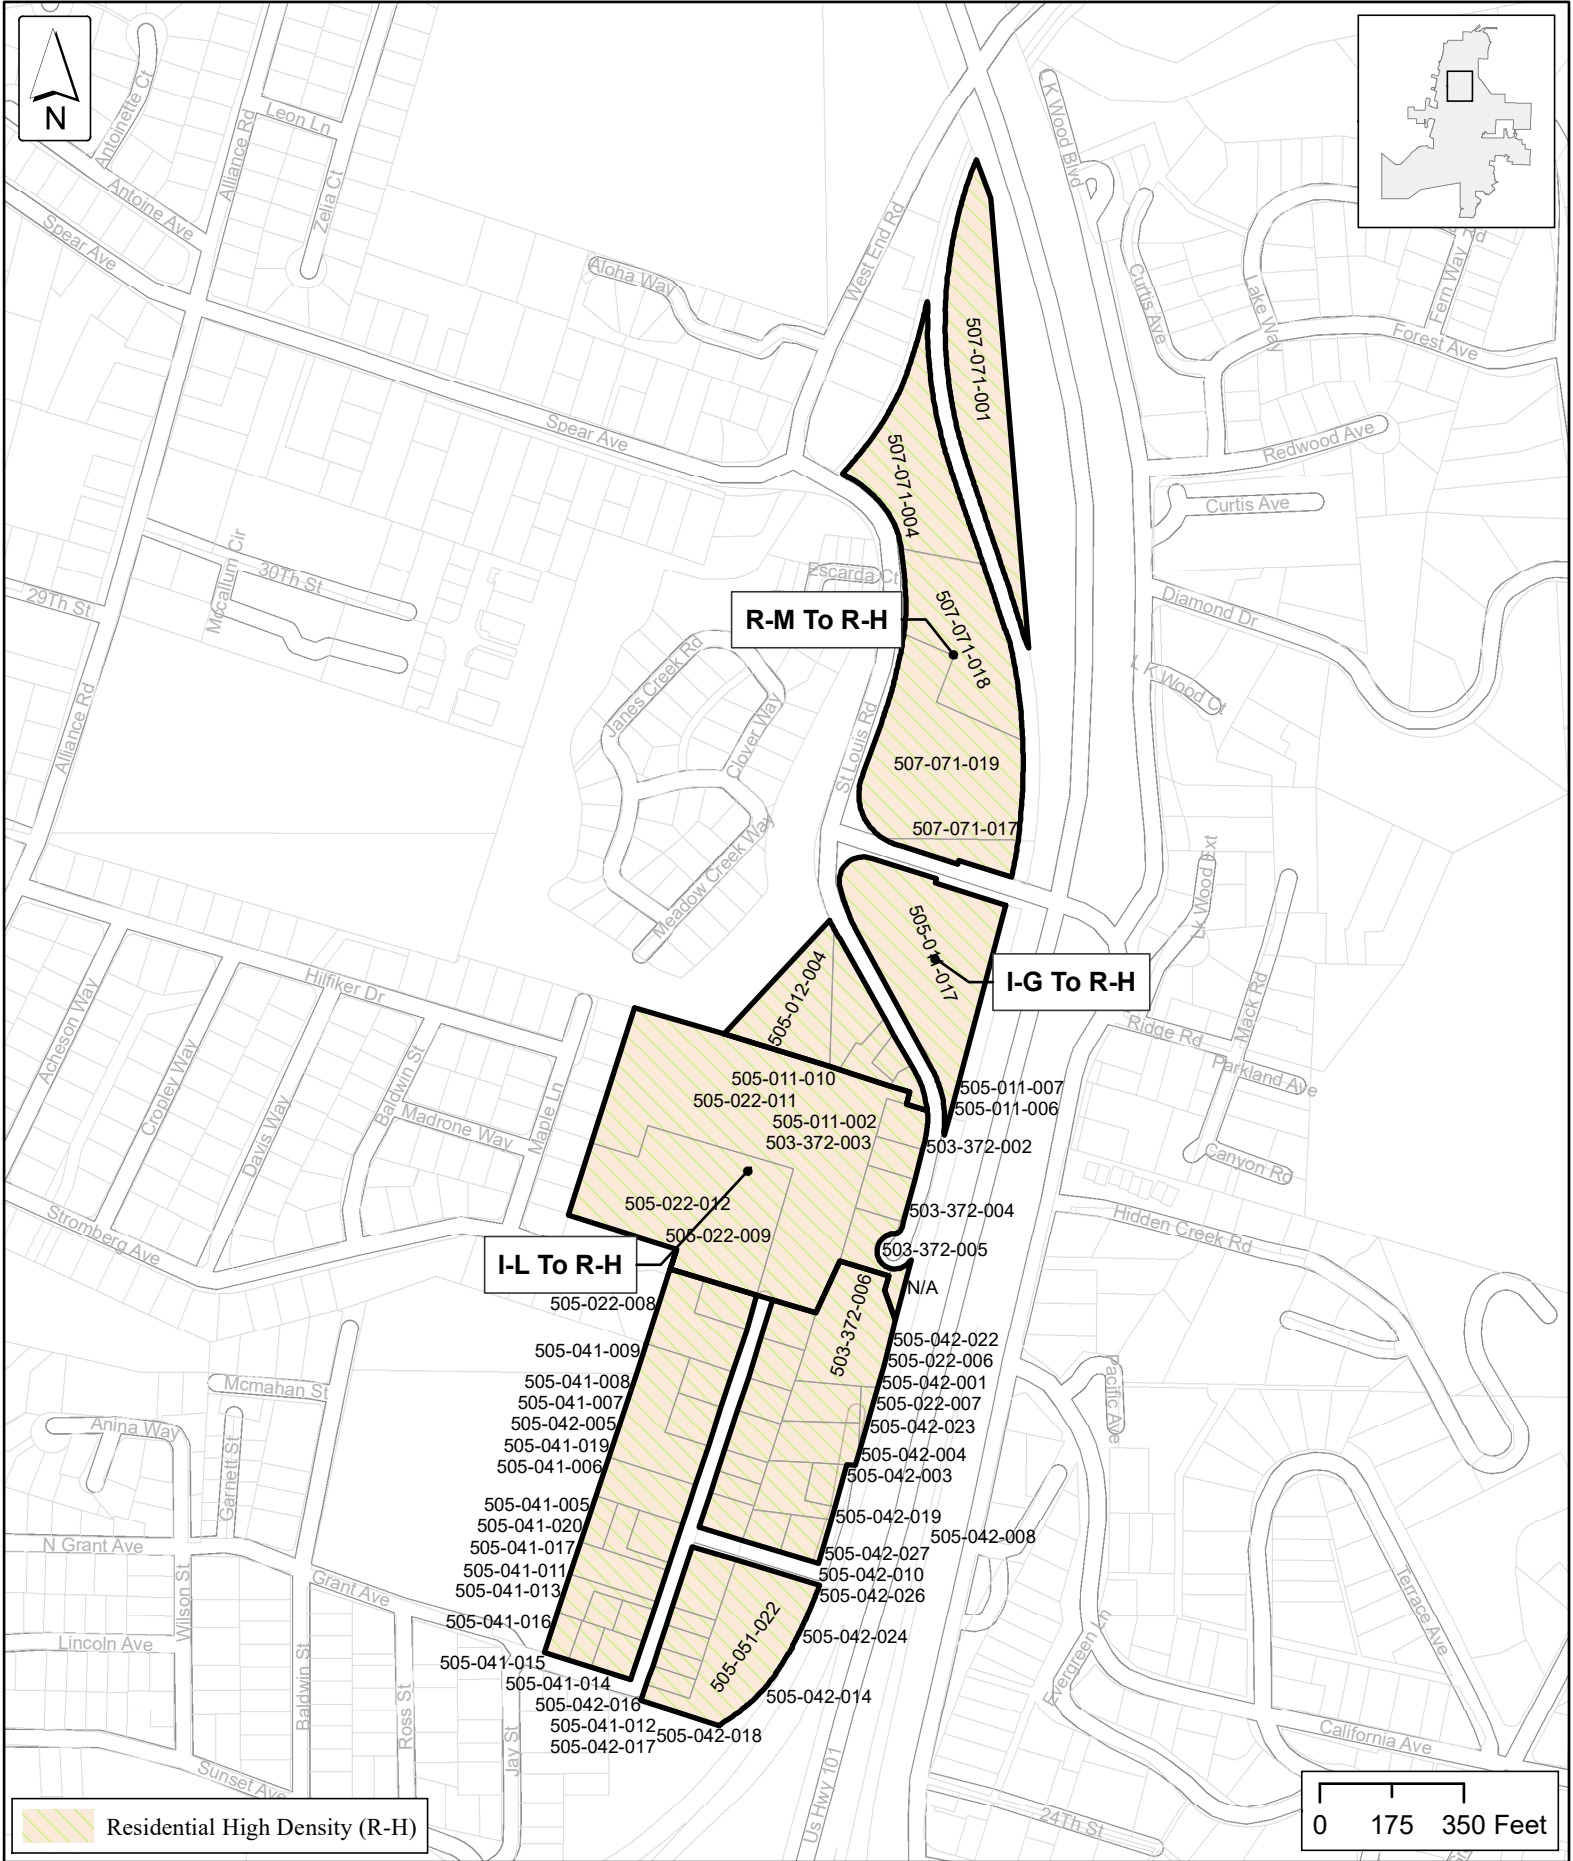 N
Antoinette Ct
Leon Ln
Alliance Rd
Zelia Ct
Antoine Ave
Spear Ave
Aloha Way
West End Rd
L K Wood Blvd
Curtis Ave
Lake Way
Fern Way
Rd
Forest Ave
Spear Ave
Redwood Ave
Curtis Ave
507-071-001
507-071-004
Mccallum Cir
30Th St
29Th St
Escarda Ct
Diamond Dr
R-M To R-H
507-071-018
L K Wood Ct
Janes Creek Rd
Clover Way
St Louis Rd
Alliance Rd
507-071-019
507-071-017
Meadow Creek Way
Lk Wood Ext
505-011-017
I-G To R-H
505-012-004
Hilfiker Dr
Acheson Way
Cropley Way
Davis Way
Baldwin St
Madrone Way
Maple Ln
Mack Rd
Ridge Rd
Parkland Ave
Canyon Rd
Hidden Creek Rd
505-011-010
505-022-011
505-011-002
503-372-003
505-011-007
505-011-006
503-372-002
505-022-012
505-022-009
503-372-004
503-372-005
N/A
Stromberg Ave
I-L To R-H
505-022-008
503-372-006
505-041-009
505-041-008
505-041-007
505-042-005
505-041-019
505-041-006
505-041-005
505-041-020
505-041-017
505-041-011
505-041-013
505-041-016
505-041-015
505-041-014
505-042-016
505-041-012
505-042-017
505-042-018
505-042-022
505-022-006
505-042-001
505-022-007
505-042-023
505-042-004
505-042-003
505-042-019
505-042-008
505-042-027
505-042-010
505-042-026
505-042-024
505-042-014
505-051-022
Mcmahan St
Anina Way
Garnett St
N Grant Ave
Grant Ave
Wilson St
Lincoln Ave
Baldwin St
Ross St
Jay St
Sunset Ave
Pacific Ave
Evergreen Ln
Terrace Ave
California Ave
24Th St
Us Hwy 101
Residential High Density (R-H)
0 175 350 Feet